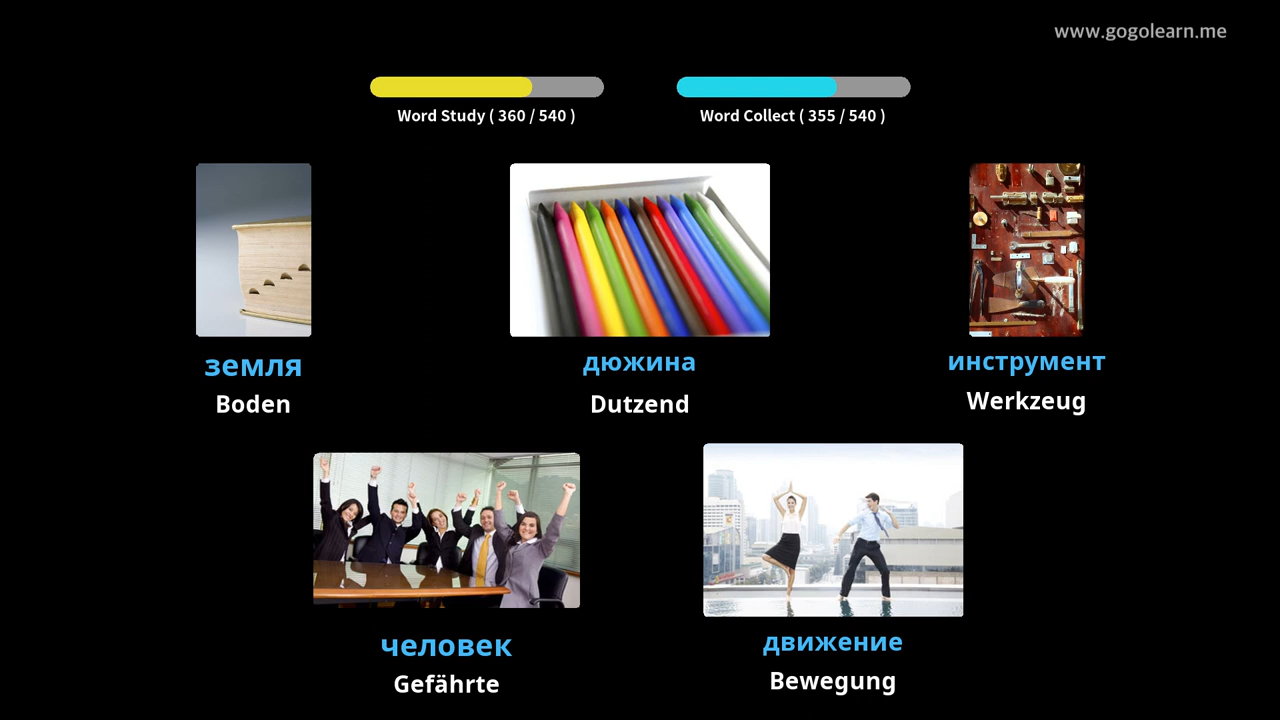 www.gogolearn.me
Word Study ( 360 / 540 )
Word Collect ( 355 / 540 )
земля
Boden
дюжина
Dutzend
инструмент
Werkzeug
человек
Gefährte
движение
Bewegung